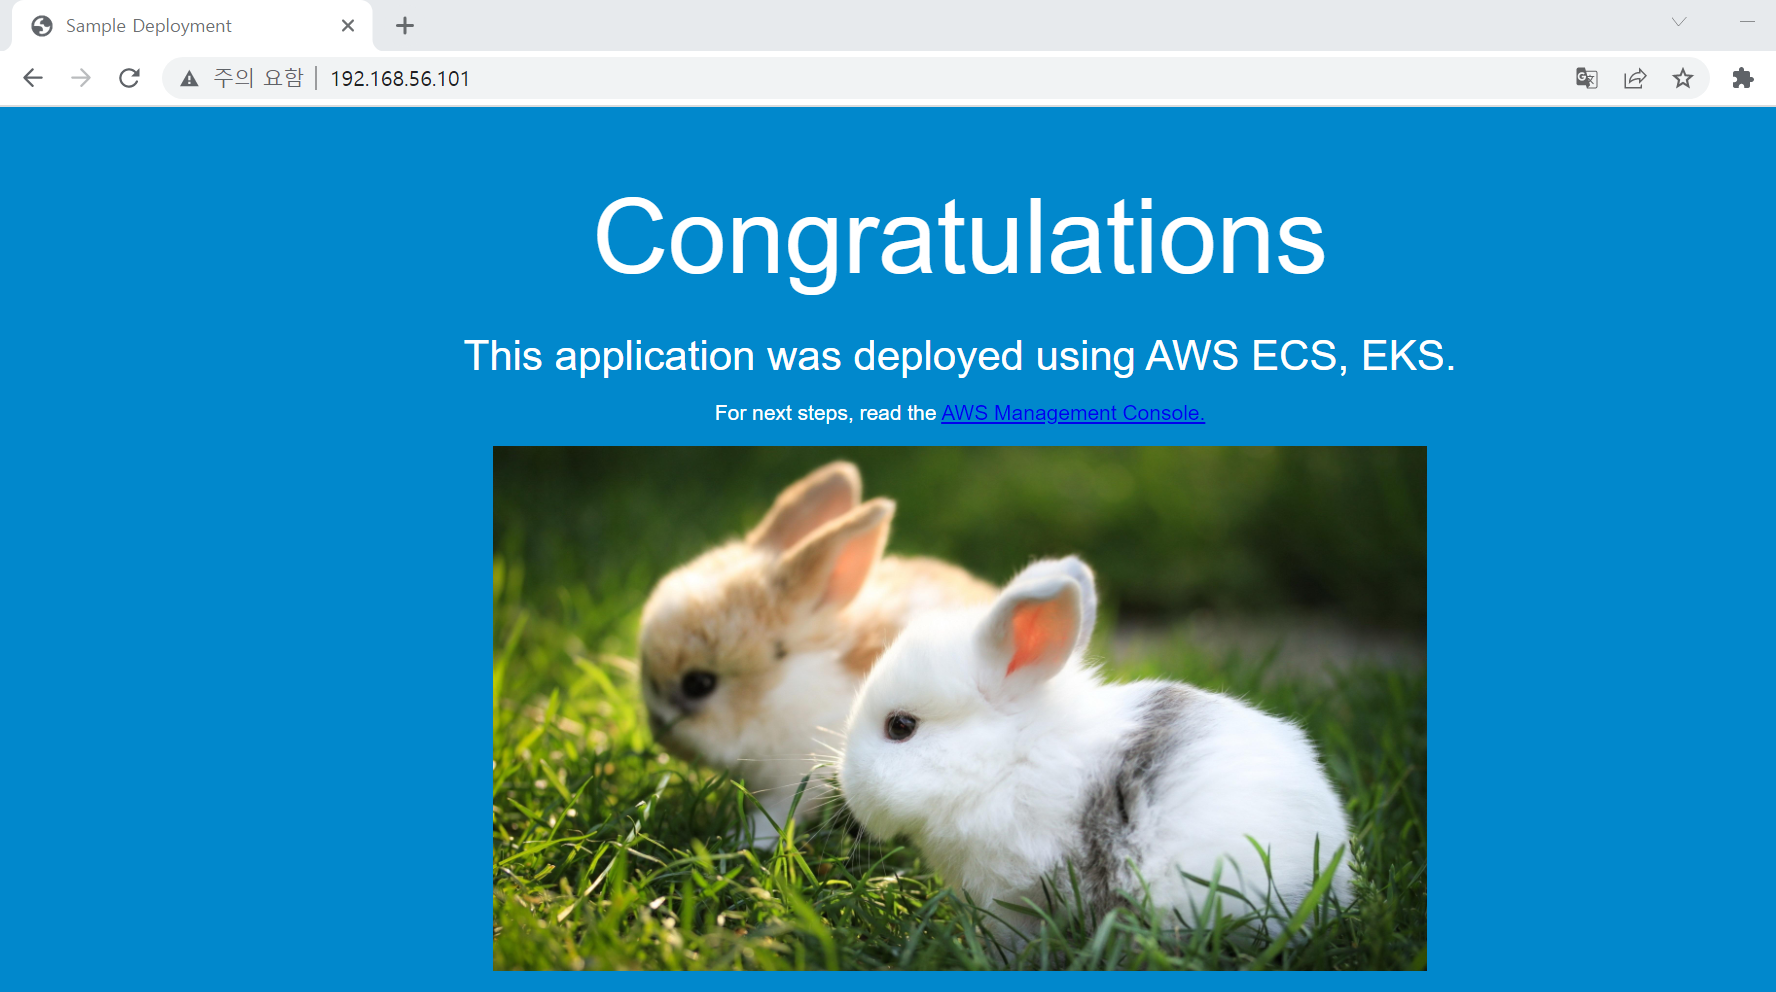 Sample Deployment
주의 요함 192.168.56.101
Congratulations
This application was deployed using AWS ECS, EKS.
For next steps, read the AWS Management Console.